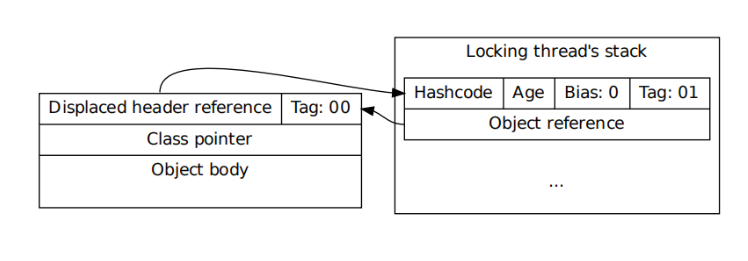 Locking thread's stack
Hashcode Age Bias: 0 Tag: 01
Displaced header reference Tag: 00
Object reference
Class pointer
Object body
...